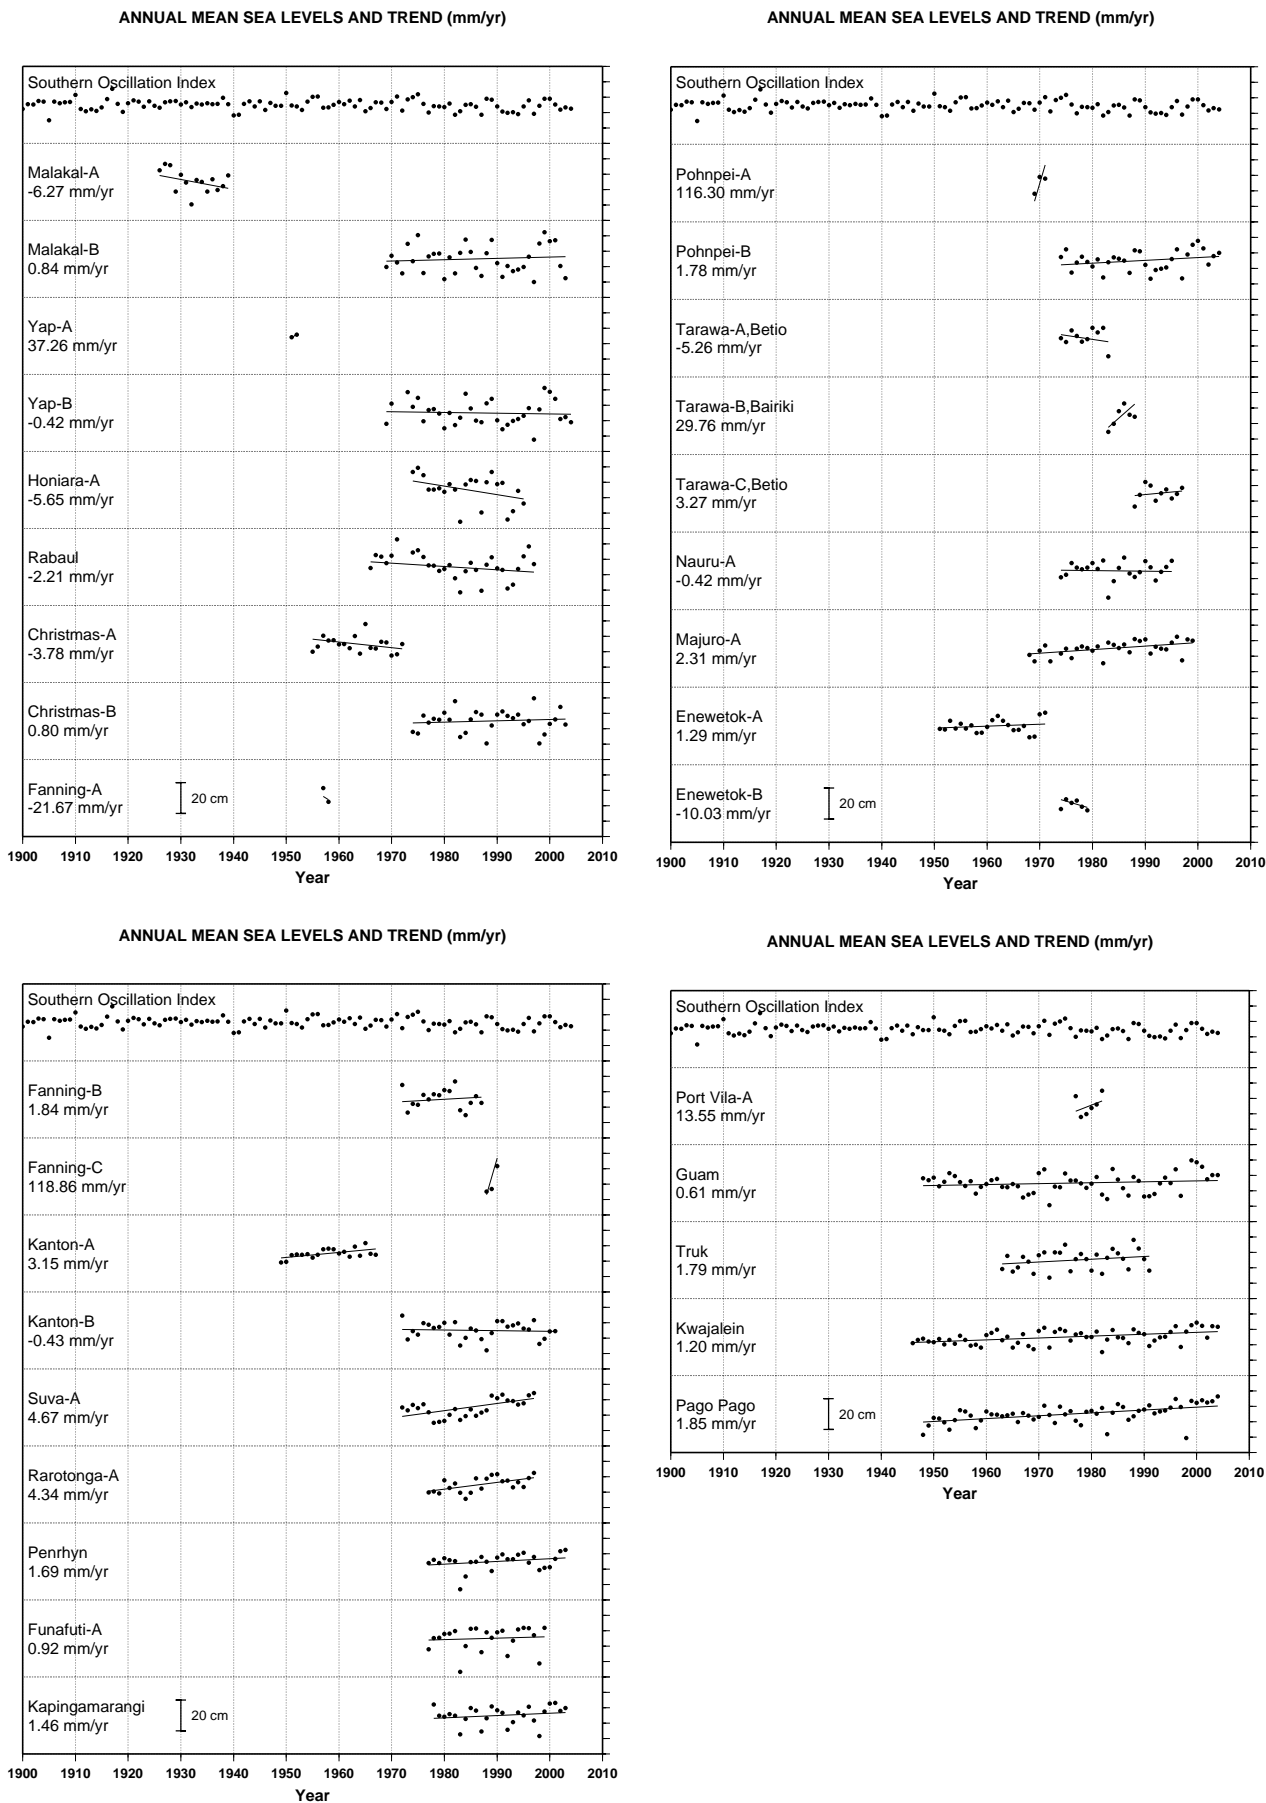 ANNUAL MEAN SEA LEVELS AND TREND (mm/yr)
Southern Oscillation Index
Malakal-A
-6.27 mm/yr
Malakal-B
0.84 mm/yr
Yap-A
37.26 mm/yr
Yap-B
-0.42 mm/yr
Honiara-A
-5.65 mm/yr
Rabaul
-2.21 mm/yr
Christmas-A
-3.78 mm/yr
Christmas-B
0.80 mm/yr
Fanning-A
-21.67 mm/yr
20 cm
1900 1910 1920 1930 1940 1950 1960 1970 1980 1990 2000 2010
Year
ANNUAL MEAN SEA LEVELS AND TREND (mm/yr)
Southern Oscillation Index
Pohnpei-A
116.30 mm/yr
Pohnpei-B
1.78 mm/yr
Tarawa-A,Betio
-5.26 mm/yr
Tarawa-B,Bairiki
29.76 mm/yr
Tarawa-C,Betio
3.27 mm/yr
Nauru-A
-0.42 mm/yr
Majuro-A
2.31 mm/yr
Enewetok-A
1.29 mm/yr
Enewetok-B
-10.03 mm/yr
20 cm
1900 1910 1920 1930 1940 1950 1960 1970 1980 1990 2000 2010
Year
ANNUAL MEAN SEA LEVELS AND TREND (mm/yr)
Southern Oscillation Index
Fanning-B
1.84 mm/yr
Fanning-C
118.86 mm/yr
Kanton-A
3.15 mm/yr
Kanton-B
-0.43 mm/yr
Suva-A
4.67 mm/yr
Rarotonga-A
4.34 mm/yr
Penrhyn
1.69 mm/yr
Funafuti-A
0.92 mm/yr
Kapingamarangi
1.46 mm/yr
20 cm
1900 1910 1920 1930 1940 1950 1960 1970 1980 1990 2000 2010
Year
ANNUAL MEAN SEA LEVELS AND TREND (mm/yr)
Southern Oscillation Index
Port Vila-A
13.55 mm/yr
Guam
0.61 mm/yr
Truk
1.79 mm/yr
Kwajalein
1.20 mm/yr
Pago Pago
1.85 mm/yr
20 cm
1900 1910 1920 1930 1940 1950 1960 1970 1980 1990 2000 2010
Year